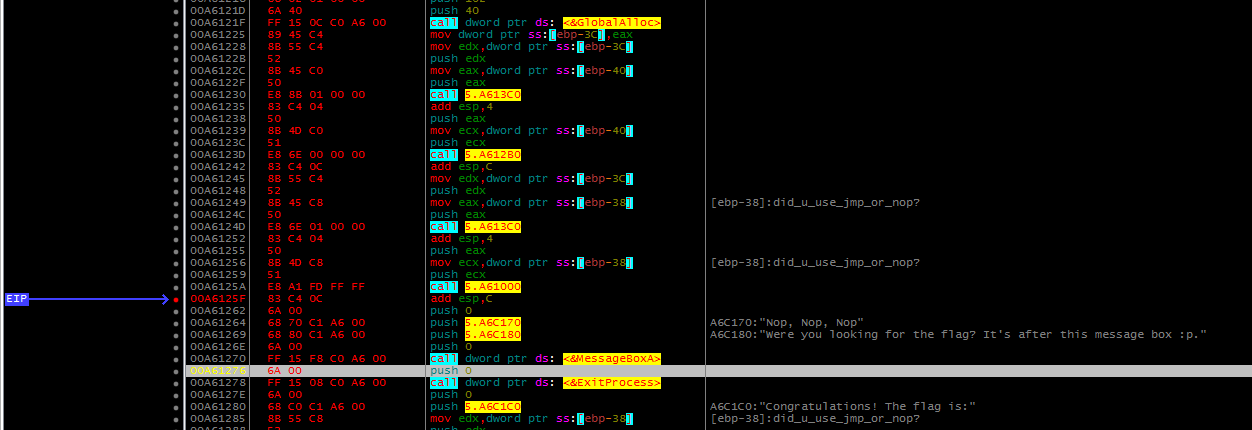 00A6121D 6A 40 push 40
00A6121F FF 15 0C C0 A6 00 call dword ptr ds: <&GlobalAlloc>
00A61225 89 45 C4 mov dword ptr ss:[ebp-3C],eax
00A61228 8B 55 C4 mov edx,dword ptr ss:[ebp-3C]
00A6122B 52 push edx
00A6122C 8B 45 C0 mov eax,dword ptr ss:[ebp-40]
00A6122F 50 push eax
00A61230 E8 8B 01 00 00 call 5.A613C0
00A61235 83 C4 04 add esp,4
00A61238 50 push eax
00A61239 8B 4D C0 mov ecx,dword ptr ss:[ebp-40]
00A6123C 51 push ecx
00A6123D E8 6E 00 00 00 call 5.A612B0
00A61242 83 C4 0C add esp,C
00A61245 8B 55 C4 mov edx,dword ptr ss:[ebp-3C]
00A61248 52 push edx
00A61249 8B 45 C8 mov eax,dword ptr ss:[ebp-38] [ebp-38]:did_u_use_jmp_or_nop?
00A6124C 50 push eax
00A6124D E8 6E 01 00 00 call 5.A613C0
00A61252 83 C4 04 add esp,4
00A61255 50 push eax
00A61256 8B 4D C8 mov ecx,dword ptr ss:[ebp-38] [ebp-38]:did_u_use_jmp_or_nop?
00A61259 51 push ecx
00A6125A E8 A1 FD FF FF call 5.A61000
EIP 00A6125F 83 C4 0C add esp,C
00A61262 6A 00 push 0
00A61264 68 70 C1 A6 00 push 5.A6C170 A6C170:"Nop, Nop, Nop"
00A61269 68 80 C1 A6 00 push 5.A6C180 A6C180:"Were you looking for the flag? It's after this message box :p."
00A6126E 6A 00 push 0
00A61270 FF 15 F8 C0 A6 00 call dword ptr ds: <&MessageBoxA>
00A61276 6A 00 push 0
00A61278 FF 15 08 C0 A6 00 call dword ptr ds: <&ExitProcess>
00A6127E 6A 00 push 0
00A61280 68 C0 C1 A6 00 push 5.A6C1C0 A6C1C0:"Congratulations! The flag is:"
00A61285 8B 55 C8 mov edx,dword ptr ss:[ebp-38] [ebp-38]:did_u_use_jmp_or_nop?